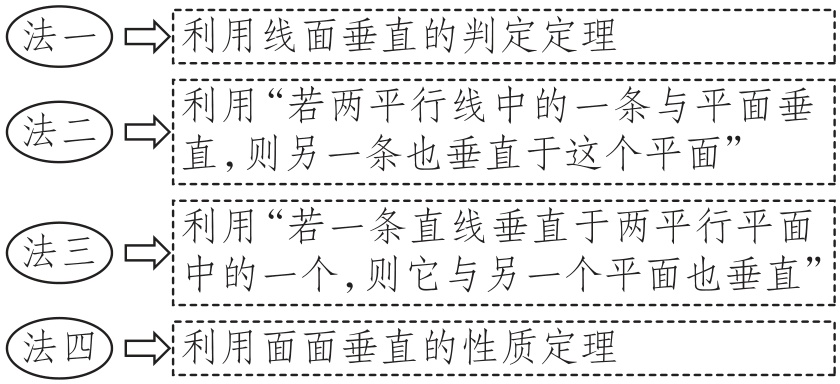 法一 利用线面垂直的判定定理
法二 利用“若两平行线中的一条与平面垂
直,则另一条也垂直于这个平面”
法三 利用“若一条直线垂直于两平行平面
中的一个,则它与另一个平面也垂直”
法四 利用面面垂直的性质定理